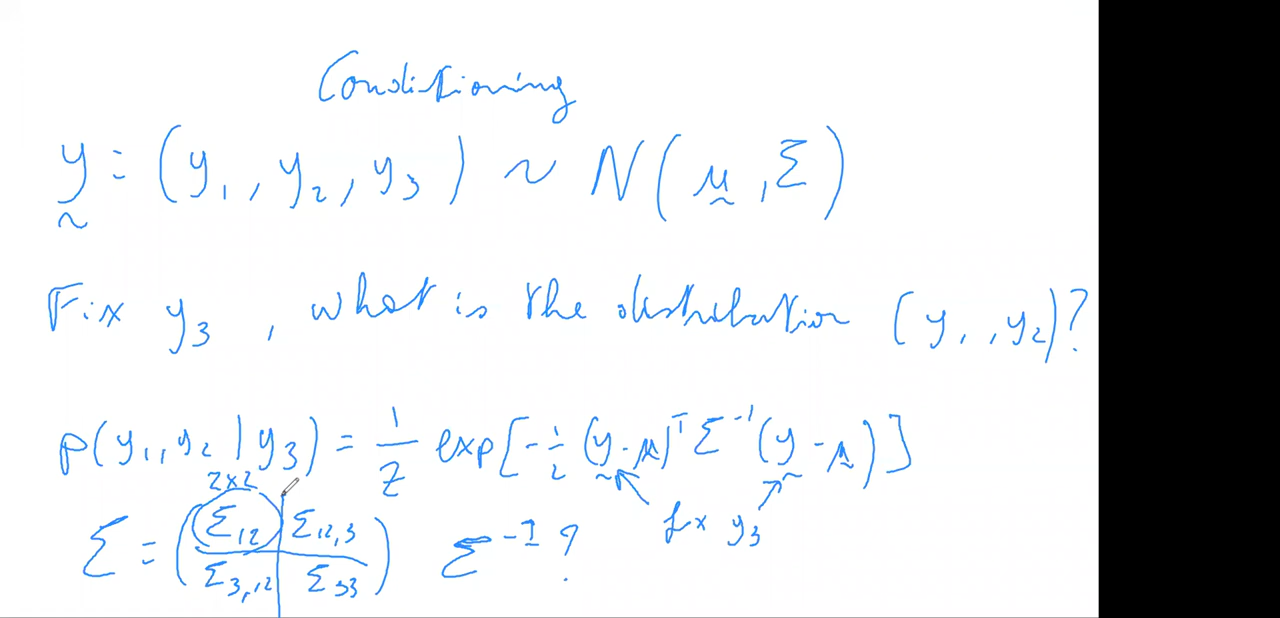 Conditioning
y = (y₁, y₂, y₃) ~ N(μ, Σ)
Fix y₃, what is the distribution (y₁, y₂)?
p(y₁, y₂ | y₃) = 1/Z exp[-1/2 (y - μ)ᵀ Σ⁻¹ (y - μ)]
2x2
fix y₃
Σ = (Σ₁₂ Σ₁₂,₃ Σ⁻¹ ?
Σ₃,₁₂ Σ₃₃)